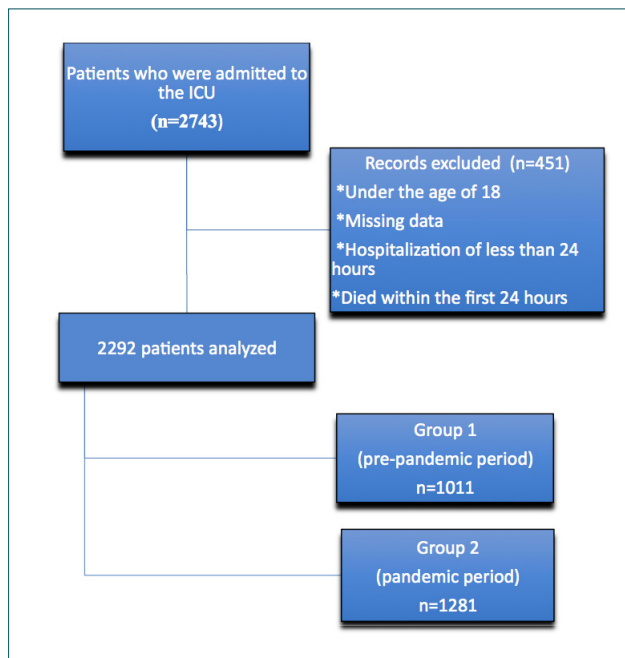 Patients who were admitted to
the ICU
(n=2743)
Records excluded (n=451)
*Under the age of 18
*Missing data
*Hospitalization of less than 24
hours
*Died within the first 24 hours
2292 patients analyzed
Group 1
(pre-pandemic period)
n=1011
Group 2
(pandemic period)
n=1281